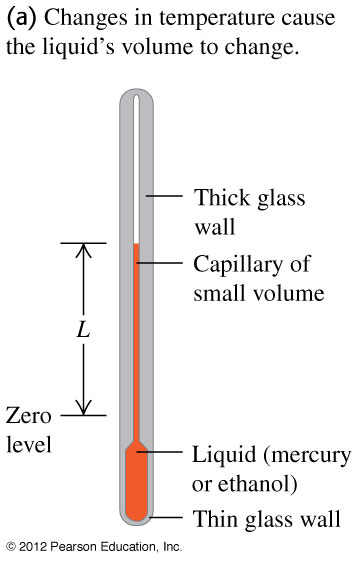 (a) Changes in temperature cause
the liquid's volume to change.
Thick glass
wall
Capillary of
small volume
L
Zero
level
Liquid (mercury
or ethanol)
Thin glass wall
© 2012 Pearson Education, Inc.